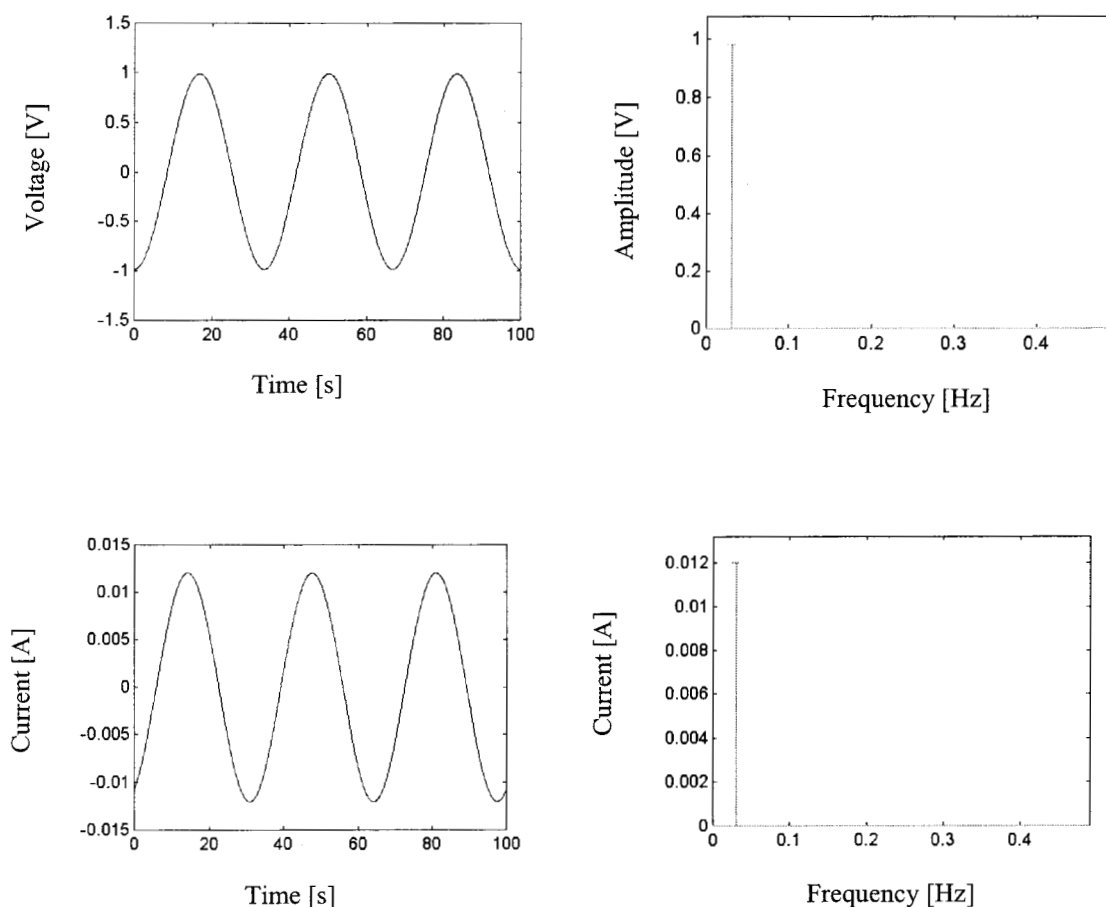 1.5
1
0.5
0
-0.5
-1
-1.5
0 20 40 60 80 100
Voltage [V]
Time [s]
1
0.8
0.6
0.4
0.2
0
0 0.1 0.2 0.3 0.4
Amplitude [V]
Frequency [Hz]
0.015
0.01
0.005
0
-0.005
-0.01
-0.015
0 20 40 60 80 100
Current [A]
Time [s]
0.012
0.01
0.008
0.006
0.004
0.002
0
0 0.1 0.2 0.3 0.4
Current [A]
Frequency [Hz]